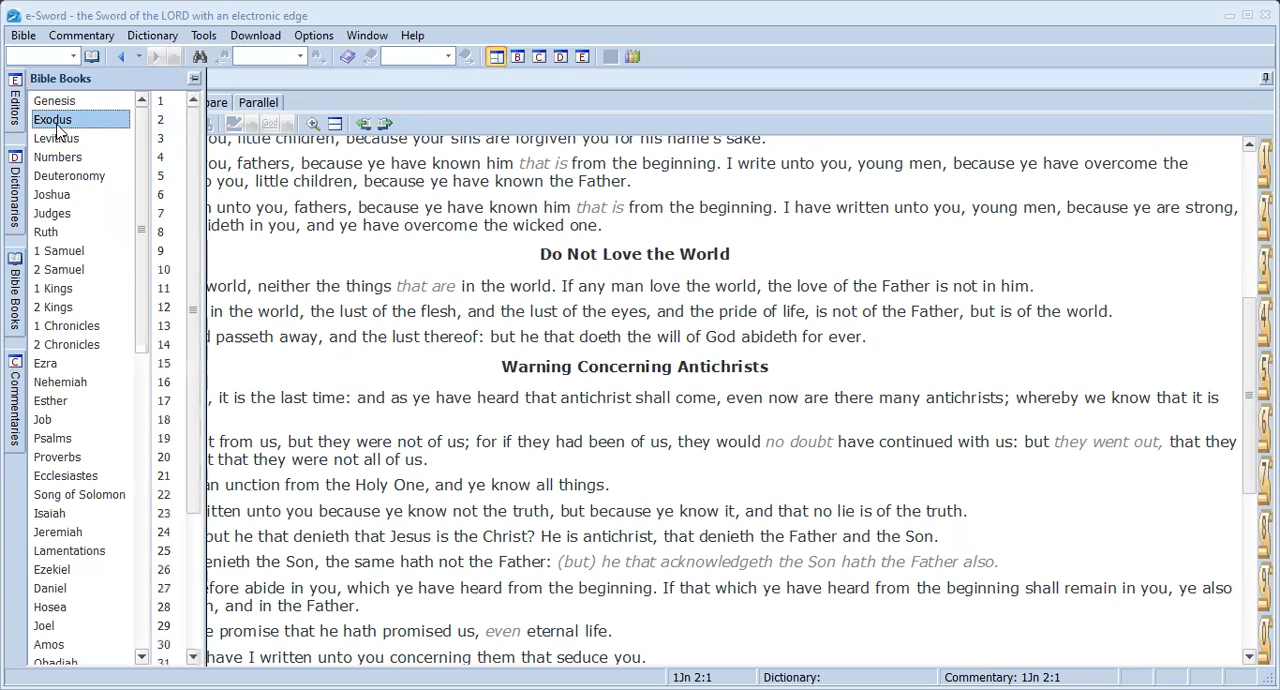 e-Sword - the Sword of the LORD with an electronic edge
Bible Commentary Dictionary Tools Download Options Window Help
B C D E
Bible Books
Editors
Dictionaries
Bible Books
Commentaries
Genesis 1
Exodus 2
Leviticus 3
Numbers 4
Deuteronomy 5
Joshua 6
Judges 7
Ruth 8
1 Samuel 9
2 Samuel 10
1 Kings 11
2 Kings 12
1 Chronicles 13
2 Chronicles 14
Ezra 15
Nehemiah 16
Esther 17
Job 18
Psalms 19
Proverbs 20
Ecclesiastes 21
Song of Solomon 22
Isaiah 23
Jeremiah 24
Lamentations 25
Ezekiel 26
Daniel 27
Hosea 28
Joel 29
Amos 30
Obadiah 31
pare Parallel
God
ou, little children, because your sins are forgiven you for his name's sake.
ou, fathers, because ye have known him that is from the beginning. I write unto you, young men, because ye have overcome the
o you, little children, because ye have known the Father.
n unto you, fathers, because ye have known him that is from the beginning. I have written unto you, young men, because ye are strong,
ideth in you, and ye have overcome the wicked one.
Do Not Love the World
world, neither the things that are in the world. If any man love the world, the love of the Father is not in him.
in the world, the lust of the flesh, and the lust of the eyes, and the pride of life, is not of the Father, but is of the world.
d passeth away, and the lust thereof: but he that doeth the will of God abideth for ever.
Warning Concerning Antichrists
, it is the last time: and as ye have heard that antichrist shall come, even now are there many antichrists; whereby we know that it is
t from us, but they were not of us; for if they had been of us, they would no doubt have continued with us: but they went out, that they
t that they were not all of us.
an unction from the Holy One, and ye know all things.
itten unto you because ye know not the truth, but because ye know it, and that no lie is of the truth.
but he that denieth that Jesus is the Christ? He is antichrist, that denieth the Father and the Son.
enieth the Son, the same hath not the Father: (but) he that acknowledgeth the Son hath the Father also.
efore abide in you, which ye have heard from the beginning. If that which ye have heard from the beginning shall remain in you, ye also
n, and in the Father.
e promise that he hath promised us, even eternal life.
have I written unto you concerning them that seduce you.
1 2 3 4 5 6 7 8 9 0
1Jn 2:1 Dictionary: Commentary: 1Jn 2:1